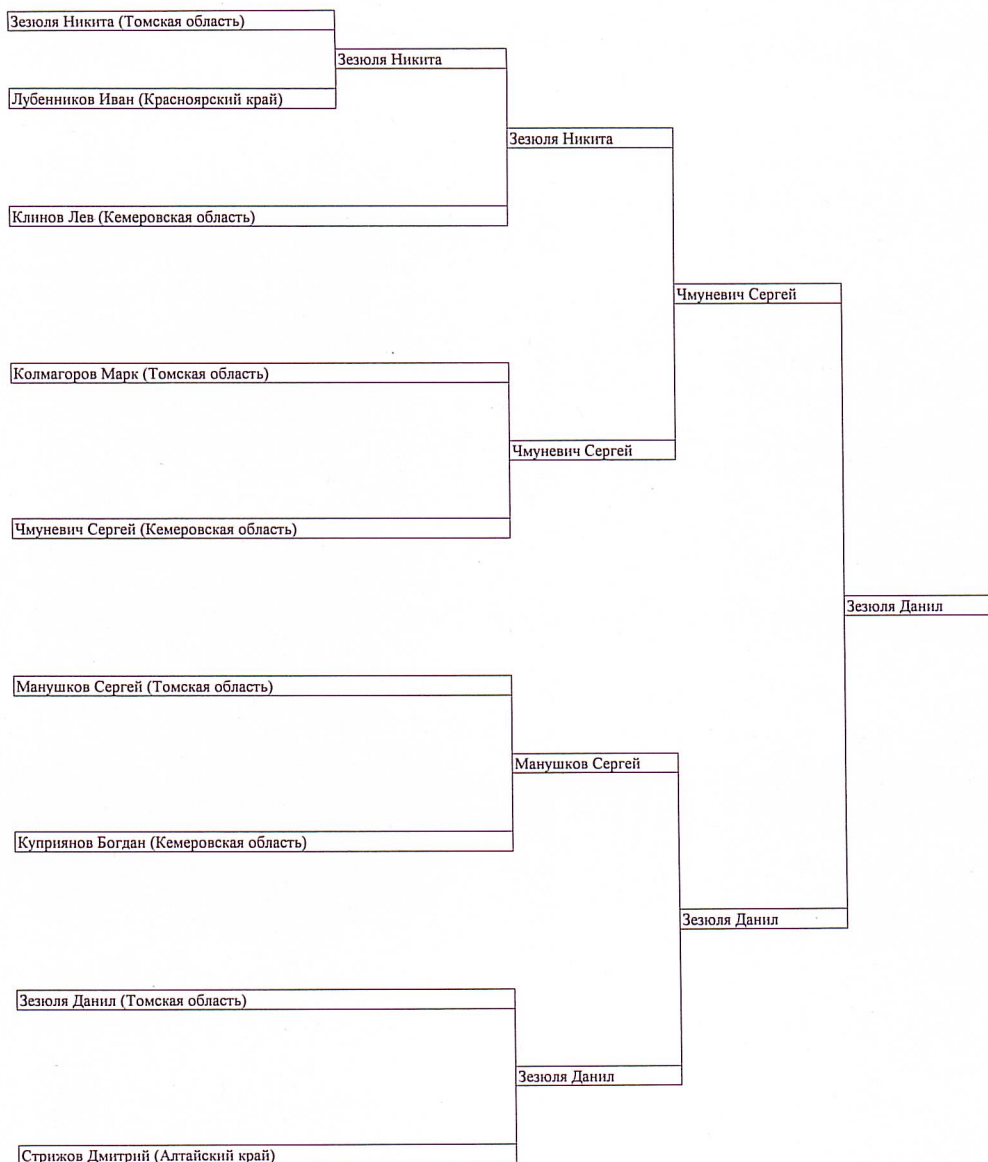 Зезюля Никита (Томская область)
Зезюля Никита
Лубенников Иван (Красноярский край)
Зезюля Никита
Клинов Лев (Кемеровская область)
Чмуневич Сергей
Колмагоров Марк (Томская область)
Чмуневич Сергей
Чмуневич Сергей (Кемеровская область)
Зезюля Данил
Манушков Сергей (Томская область)
Манушков Сергей
Куприянов Богдан (Кемеровская область)
Зезюля Данил
Зезюля Данил (Томская область)
Зезюля Данил
Стрижов Дмитрий (Алтайский край)